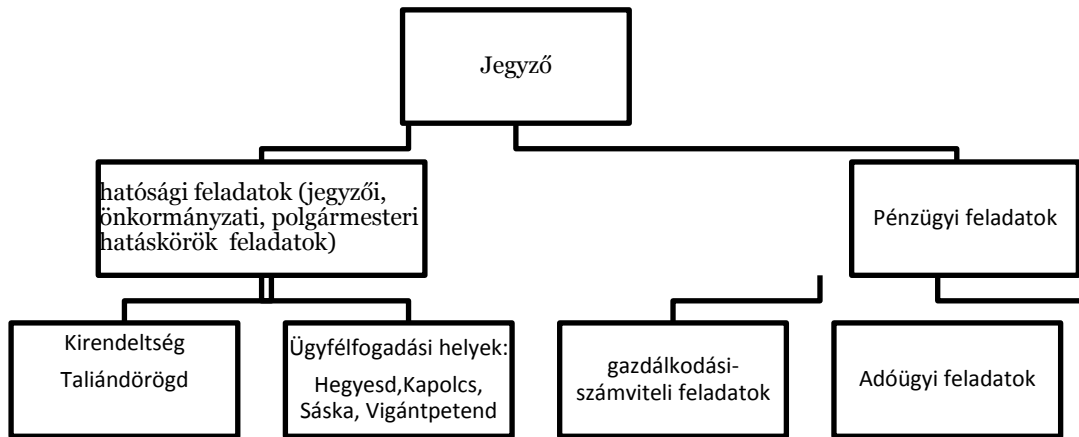 Jegyző
hatósági feladatok (jegyzői,
önkormányzati, polgármesteri
hatáskörök feladatok)
Pénzügyi feladatok
Kirendeltség
Taliándörögd
Ügyfélfogadási helyek:
Hegyesd,Kapolcs,
Sáska, Vigántpetend
gazdálkodási-
számviteli feladatok
Adóügyi feladatok